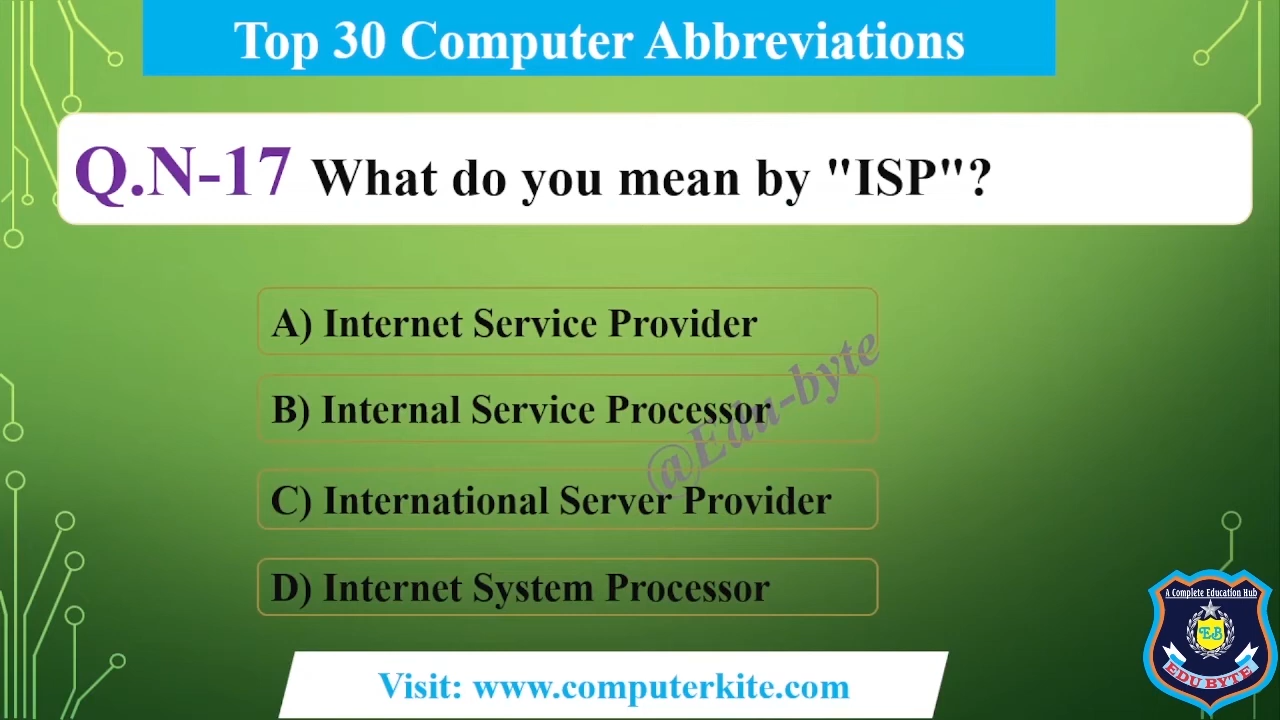 Top 30 Computer Abbreviations
Q.N-17 What do you mean by "ISP"?
A) Internet Service Provider
B) Internal Service Processor
C) International Server Provider
D) Internet System Processor
@Edu-byte
Visit: www.computerkite.com
A Complete Education Hub
EB
EDU BYTE